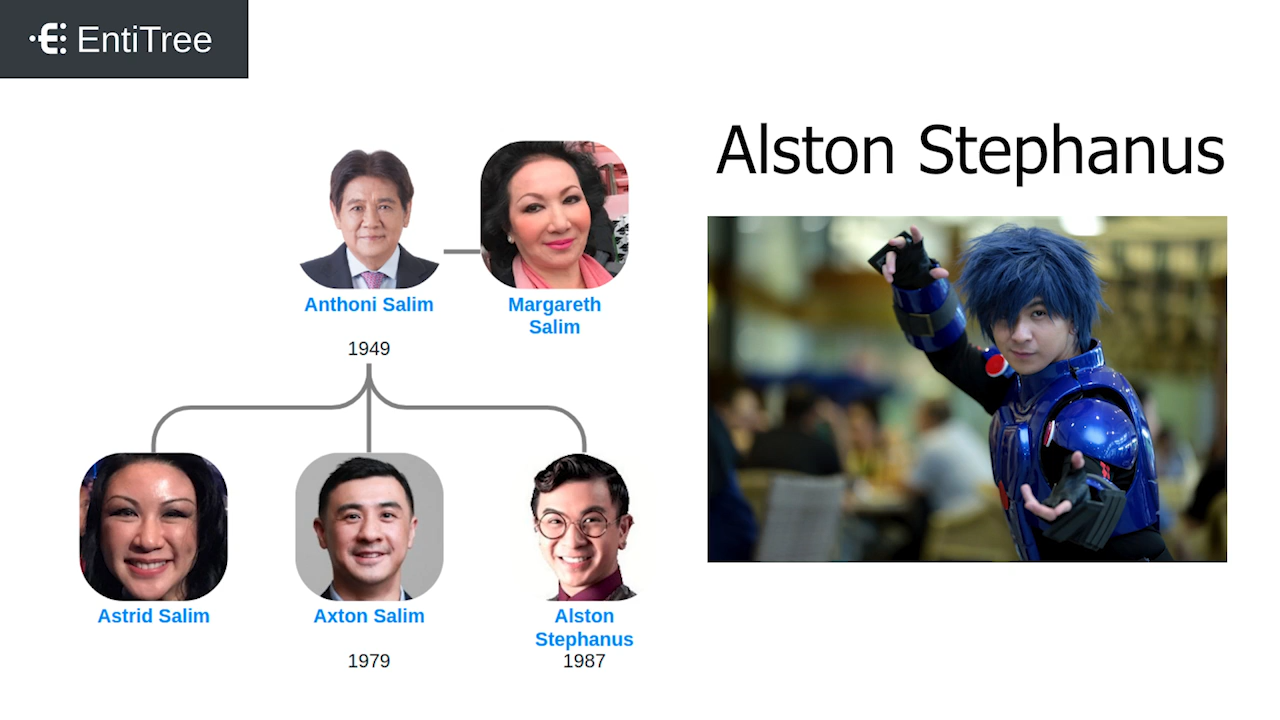 EntiTree
Alston Stephanus
Anthoni Salim
1949
Margareth
Salim
Astrid Salim
Axton Salim
1979
Alston
Stephanus
1987